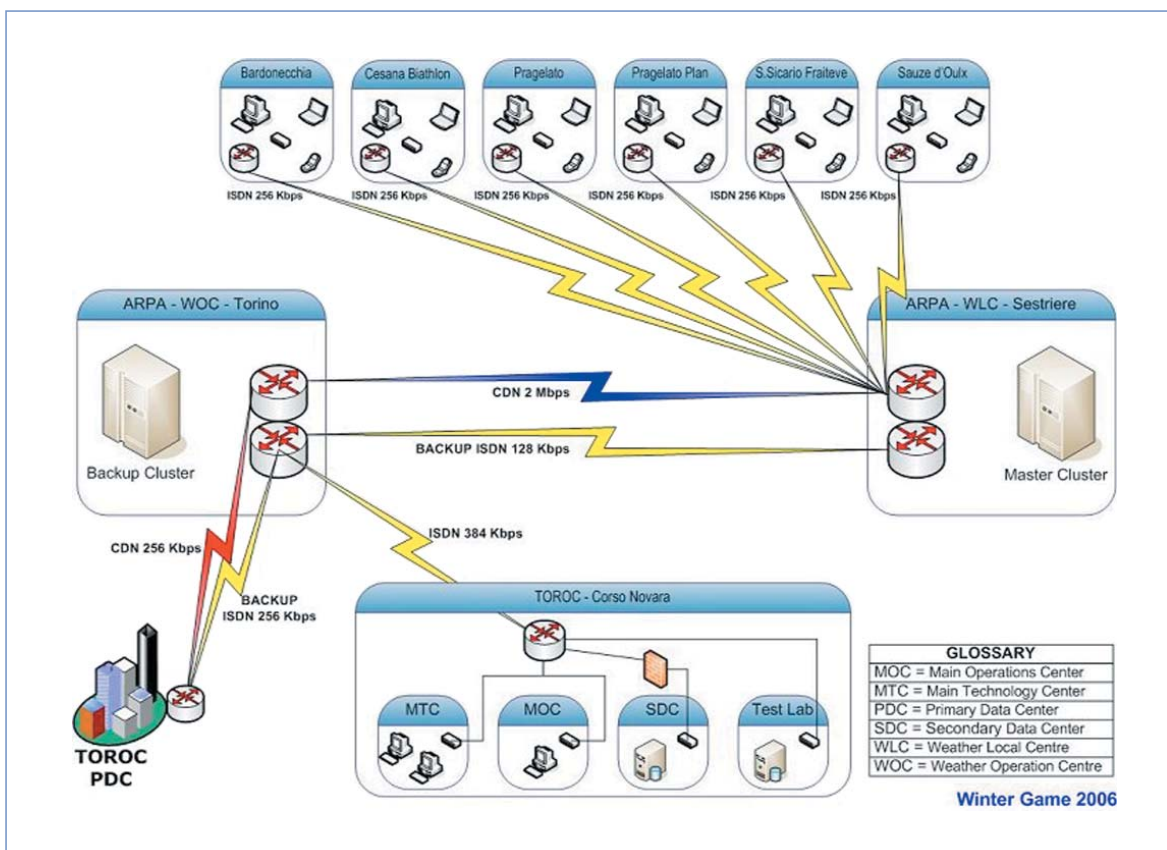 Bardonecchia
Cesana Biathlon
Pragelato
Pragelato Plan
S.Sicario Fraiteve
Sauze d'Oulx
ISDN 256 Kbps
ISDN 256 Kbps
ISDN 256 Kbps
ISDN 256 Kbps
ISDN 256 Kbps
ISDN 256 Kbps
ARPA - WOC - Torino
ARPA - WLC - Sestriere
CDN 2 Mbps
BACKUP ISDN 128 Kbps
Backup Cluster
Master Cluster
ISDN 384 Kbps
CDN 256 Kbps
BACKUP
ISDN 256 Kbps
TOROC - Corso Novara
MTC
MOC
SDC
Test Lab
TOROC
PDC
GLOSSARY
MOC = Main Operations Center
MTC = Main Technology Center
PDC = Primary Data Center
SDC = Secondary Data Center
WLC = Weather Local Centre
WOC = Weather Operation Centre
Winter Game 2006